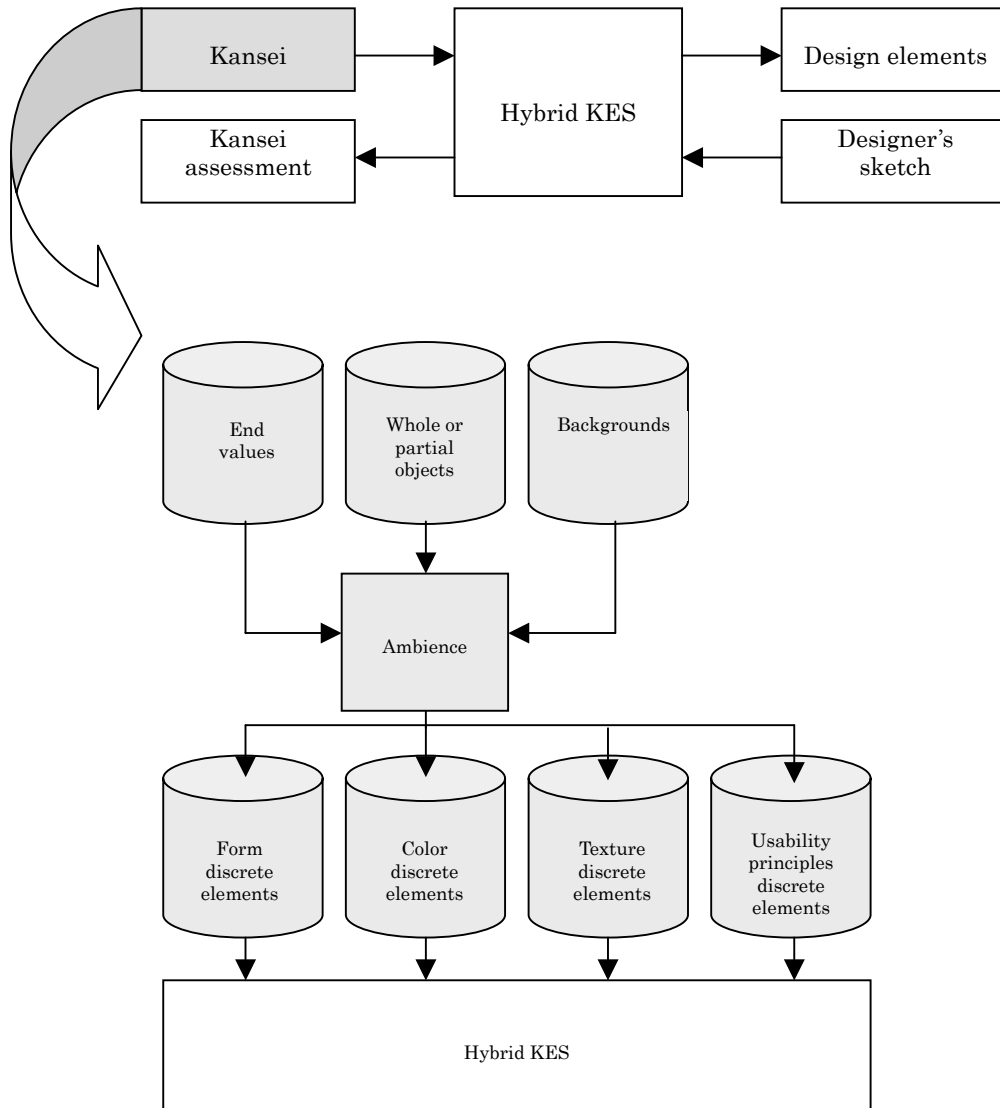 Kansei
Hybrid KES
Design elements
Kansei
assessment
Designer’s
sketch
End
values
Whole or
partial
objects
Backgrounds
Ambience
Form
discrete
elements
Color
discrete
elements
Texture
discrete
elements
Usability
principles
discrete
elements
Hybrid KES